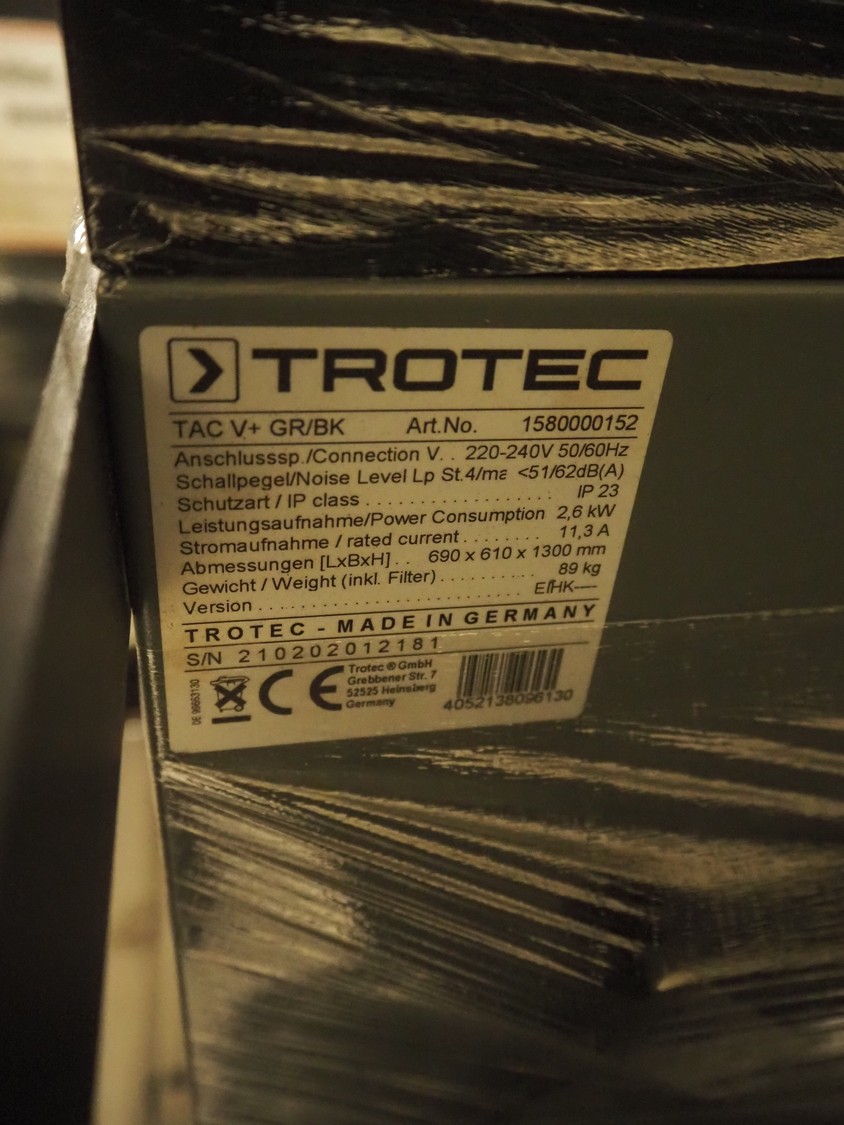 TROTEC
TAC V+ GR/BK Art.No. 1580000152
Anschlusssp./Connection V. . 220-240V 50/60Hz
Schallpegel/Noise Level Lp St.4/ma <51/62dB(A)
Schutzart / IP class . . . . . . . . . . . . . . . . . . IP 23
Leistungsaufnahme/Power Consumption 2,6 kW
Stromaufnahme / rated current . . . . . . . . 11,3 A
Abmessungen [LxBxH] . . 690 x 610 x 1300 mm
Gewicht / Weight (inkl. Filter) . . . . . . . . . . 89 kg
Version . . . . . . . . . . . . . . . . . . . . . . . . . .
TROTEC - MADE IN GERMANY
S/N 210202012181
CE
Trotec ® GmbH
Grebbener Str. 7
52525 Heinsberg
Germany
4052138096130